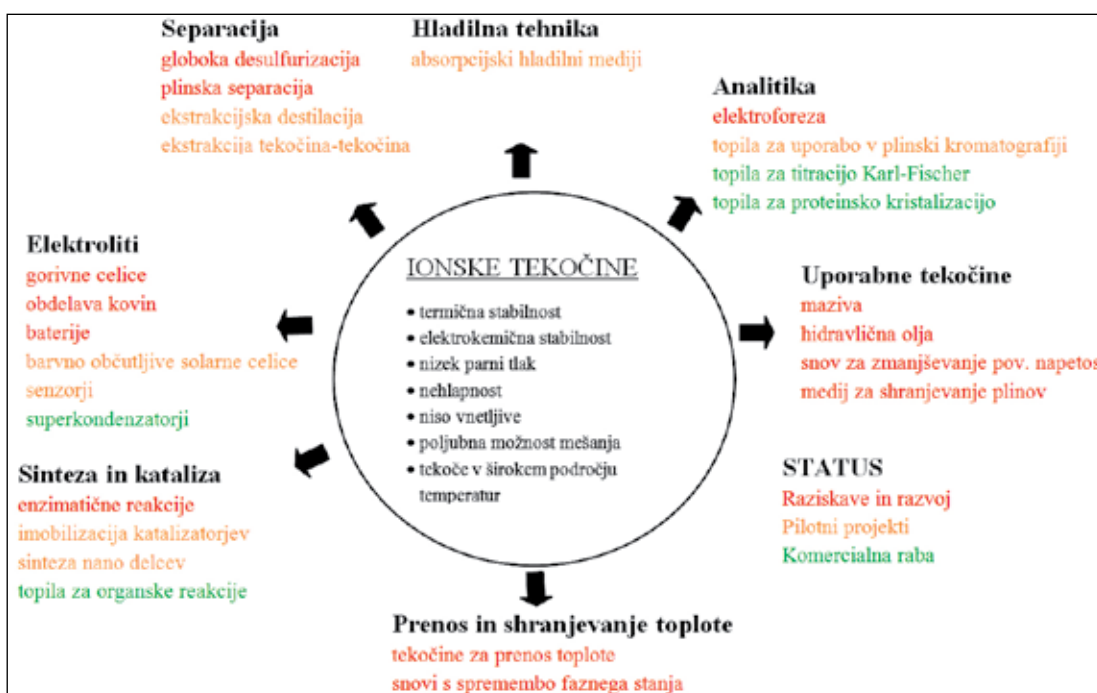 Separacija
globoka desulfurizacija
plinska separacija
ekstrakcijska destilacija
ekstrakcija tekočina-tekočina
Hladilna tehnika
absorpcijski hladilni mediji
Analitika
elektroforeza
topila za uporabo v plinski kromatografiji
topila za titracijo Karl-Fischer
topila za proteinsko kristalizacijo
Elektroliti
gorivne celice
obdelava kovin
baterije
barvno občutljive solarne celice
senzorji
superkondenzatorji
IONSKE TEKOČINE
• termična stabilnost
• elektrokemična stabilnost
• nizek parni tlak
• nehlapnost
• niso vnetljive
• poljubna možnost mešanja
• tekoče v širokem področju
temperatur
Uporabne tekočine
maziva
hidravlična olja
snov za zmanjševanje pov. napetos
medij za shranjevanje plinov
Sinteza in kataliza
enzimatične reakcije
imobilizacija katalizatorjev
sinteza nano delcev
topila za organske reakcije
STATUS
Raziskave in razvoj
Pilotni projekti
Komercialna raba
Prenos in shranjevanje toplote
tekočine za prenos toplote
snovi s spremembo faznega stanja